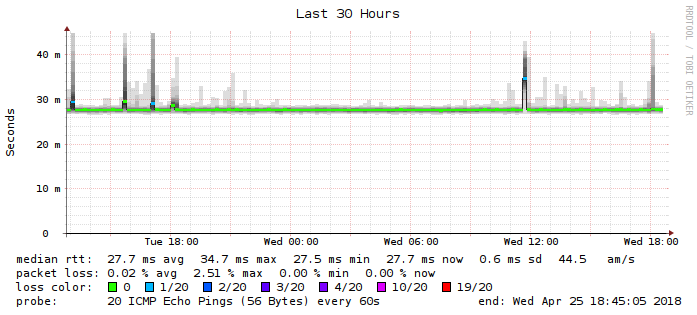 Last 30 Hours
RRDTOOL / TOBI OETIKER
Seconds
40 m
30 m
20 m
10 m
0
Tue 18:00 Wed 00:00 Wed 06:00 Wed 12:00 Wed 18:00
median rtt: 27.7 ms avg 34.7 ms max 27.5 ms min 27.7 ms now 0.6 ms sd 44.5 am/s
packet loss: 0.02 % avg 2.51 % max 0.00 % min 0.00 % now
loss color: 0 1/20 2/20 3/20 4/20 10/20 19/20
probe: 20 ICMP Echo Pings (56 Bytes) every 60s end: Wed Apr 25 18:45:05 2018